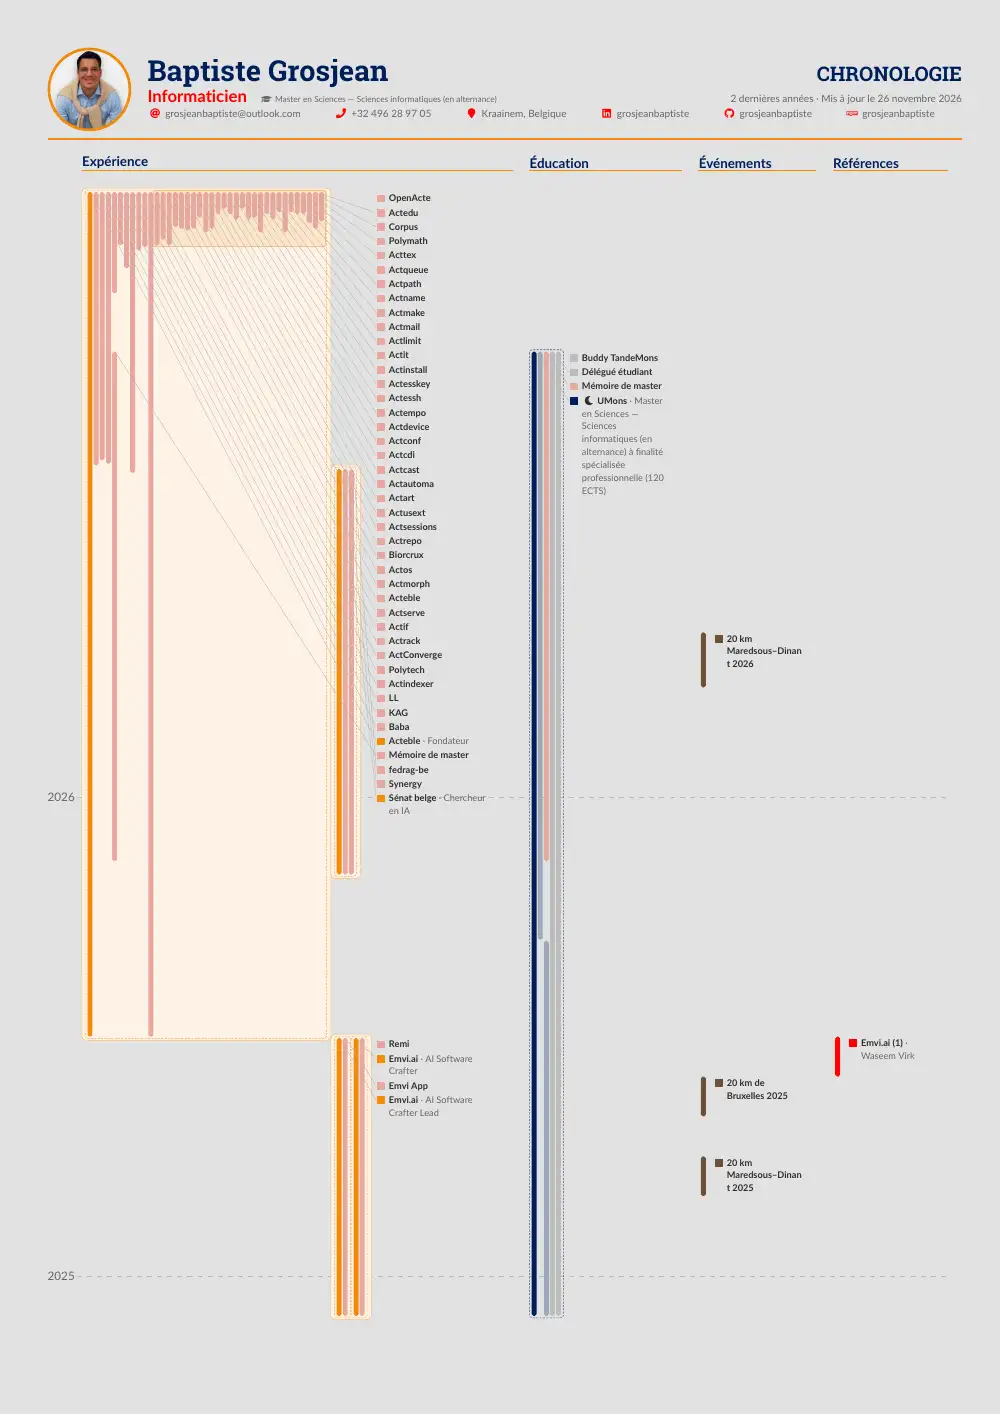 Baptiste Grosjean
CHRONOLOGIE
Informaticien
Master en Sciences — Sciences informatiques (en alternance)
2 dernières années · Mis à jour le 26 novembre 2026
grosjeanbaptiste@outlook.com
+32 496 28 97 05
Kraainem, Belgique
grosjeanbaptiste
grosjeanbaptiste
grosjeanbaptiste
Expérience
Éducation
Événements
Références
OpenActe
Actedu
Corpus
Polymath
Acttex
Actqueue
Actpath
Actname
Actmake
Actmail
Actlimit
Actit
Actinstall
Actesskey
Actessh
Actempo
Actdevice
Actconf
Actcdi
Actcast
Actautoma
Actart
Actusext
Actsessions
Actrepo
Biorcrux
Actos
Actmorph
Acteble
Actserve
Actif
Actrack
ActConverge
Polytech
Actindexer
LL
KAG
Baba
Acteble · Fondateur
Mémoire de master
fedrag-be
Synergy
Sénat belge · Chercheur
en IA
Buddy TandeMons
Délégué étudiant
Mémoire de master
UMons · Master
en Sciences —
Sciences
informatiques (en
alternance) à finalité
spécialisée
professionnelle (120
ECTS)
20 km
Maredsous–Dinan
t 2026
2026
Remi
Emvi.ai · AI Software
Crafter
Emvi App
Emvi.ai · AI Software
Crafter Lead
Emvi.ai (1) ·
Waseem Virk
20 km de
Bruxelles 2025
20 km
Maredsous–Dinan
t 2025
2025